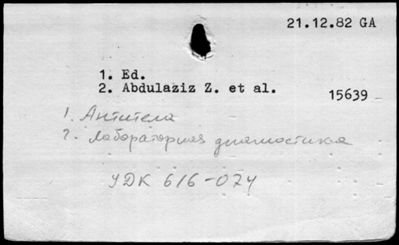 21.12.82 GA
1. Ed.
2. Abdulaziz Z. et al.
15639
1. Антитела
2. Лабораторная диагностика
УДК 616-074